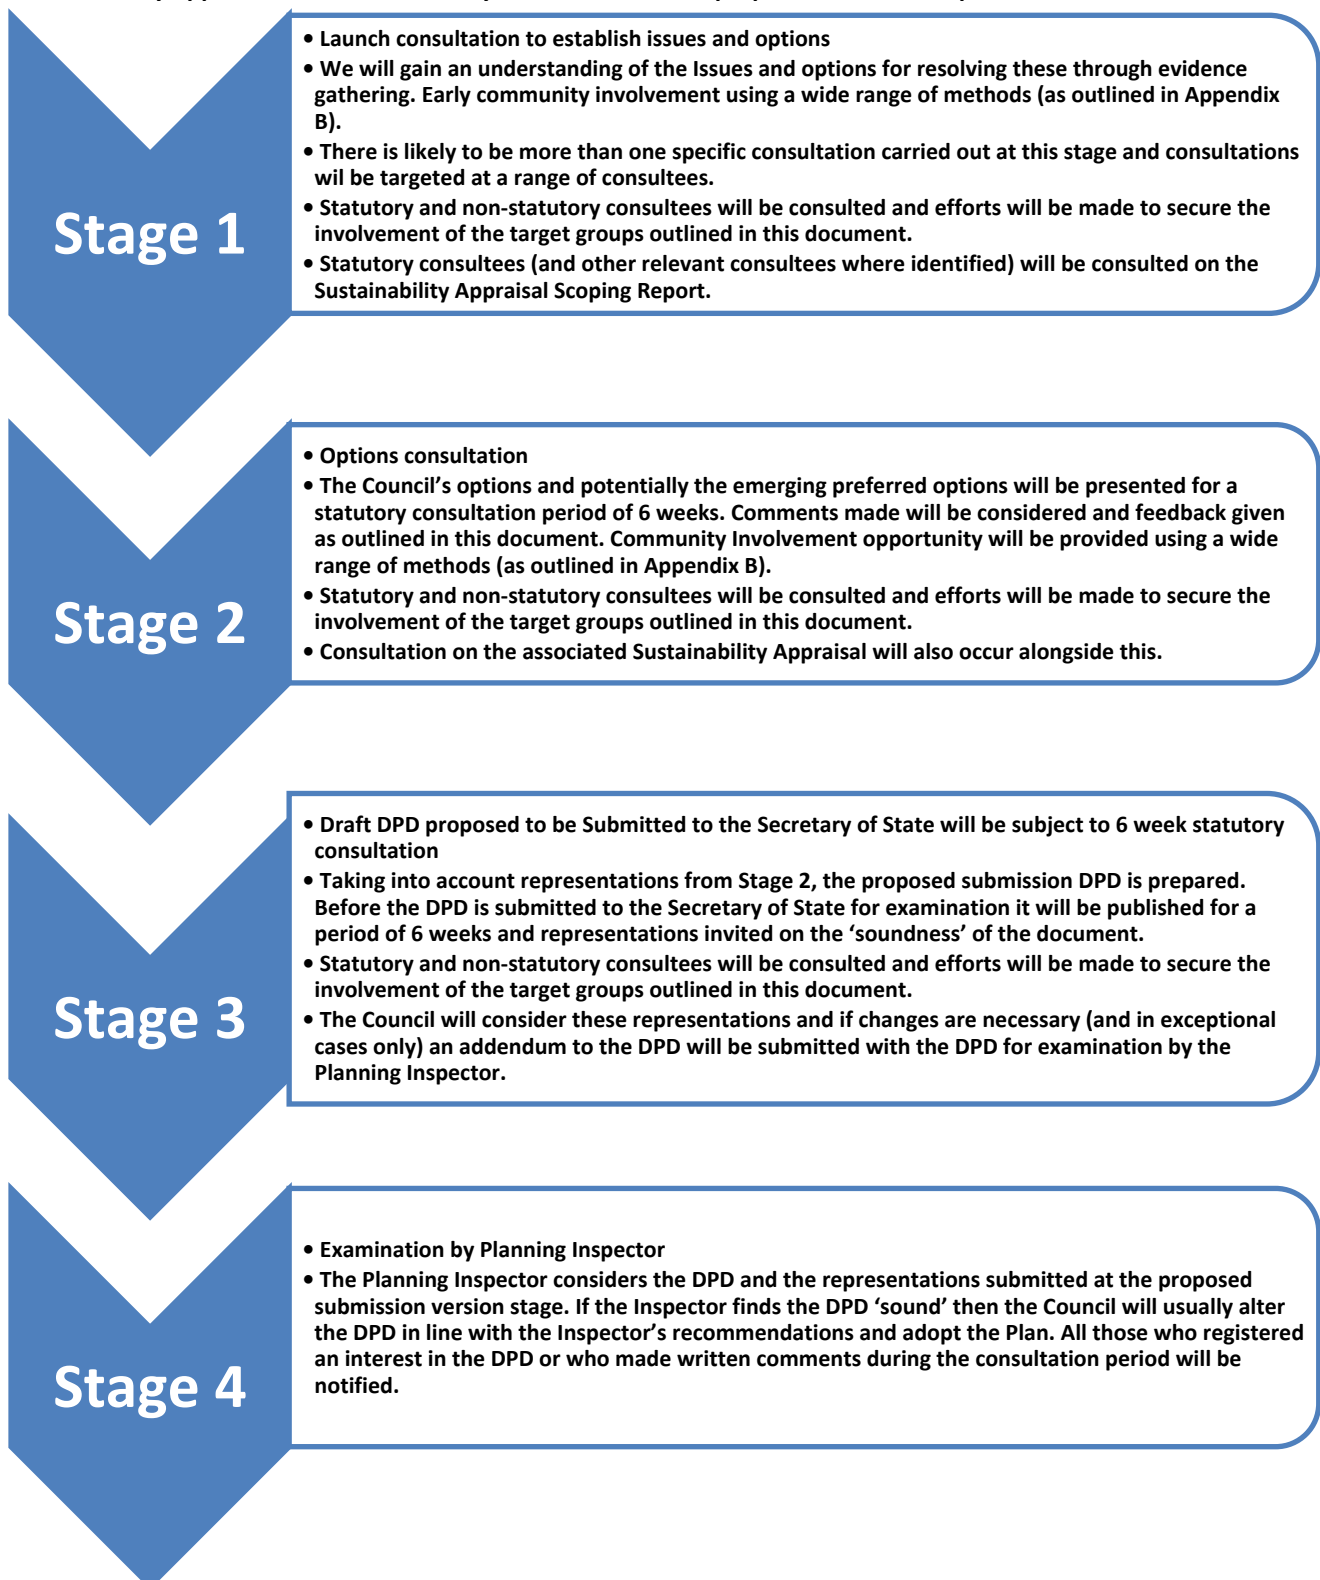 • Launch consultation to establish issues and options
• We will gain an understanding of the Issues and options for resolving these through evidence
gathering. Early community involvement using a wide range of methods (as outlined in Appendix
B).
• There is likely to be more than one specific consultation carried out at this stage and consultations
wil be targeted at a range of consultees.
• Statutory and non-statutory consultees will be consulted and efforts will be made to secure the
involvement of the target groups outlined in this document.
• Statutory consultees (and other relevant consultees where identified) will be consulted on the
Sustainability Appraisal Scoping Report.
Stage 1
• Options consultation
• The Council’s options and potentially the emerging preferred options will be presented for a
statutory consultation period of 6 weeks. Comments made will be considered and feedback given
as outlined in this document. Community Involvement opportunity will be provided using a wide
range of methods (as outlined in Appendix B).
• Statutory and non-statutory consultees will be consulted and efforts will be made to secure the
involvement of the target groups outlined in this document.
• Consultation on the associated Sustainability Appraisal will also occur alongside this.
Stage 2
• Draft DPD proposed to be Submitted to the Secretary of State will be subject to 6 week statutory
consultation
• Taking into account representations from Stage 2, the proposed submission DPD is prepared.
Before the DPD is submitted to the Secretary of State for examination it will be published for a
period of 6 weeks and representations invited on the ‘soundness’ of the document.
• Statutory and non-statutory consultees will be consulted and efforts will be made to secure the
involvement of the target groups outlined in this document.
• The Council will consider these representations and if changes are necessary (and in exceptional
cases only) an addendum to the DPD will be submitted with the DPD for examination by the
Planning Inspector.
Stage 3
• Examination by Planning Inspector
• The Planning Inspector considers the DPD and the representations submitted at the proposed
submission version stage. If the Inspector finds the DPD ‘sound’ then the Council will usually alter
the DPD in line with the Inspector’s recommendations and adopt the Plan. All those who registered
an interest in the DPD or who made written comments during the consultation period will be
notified.
Stage 4